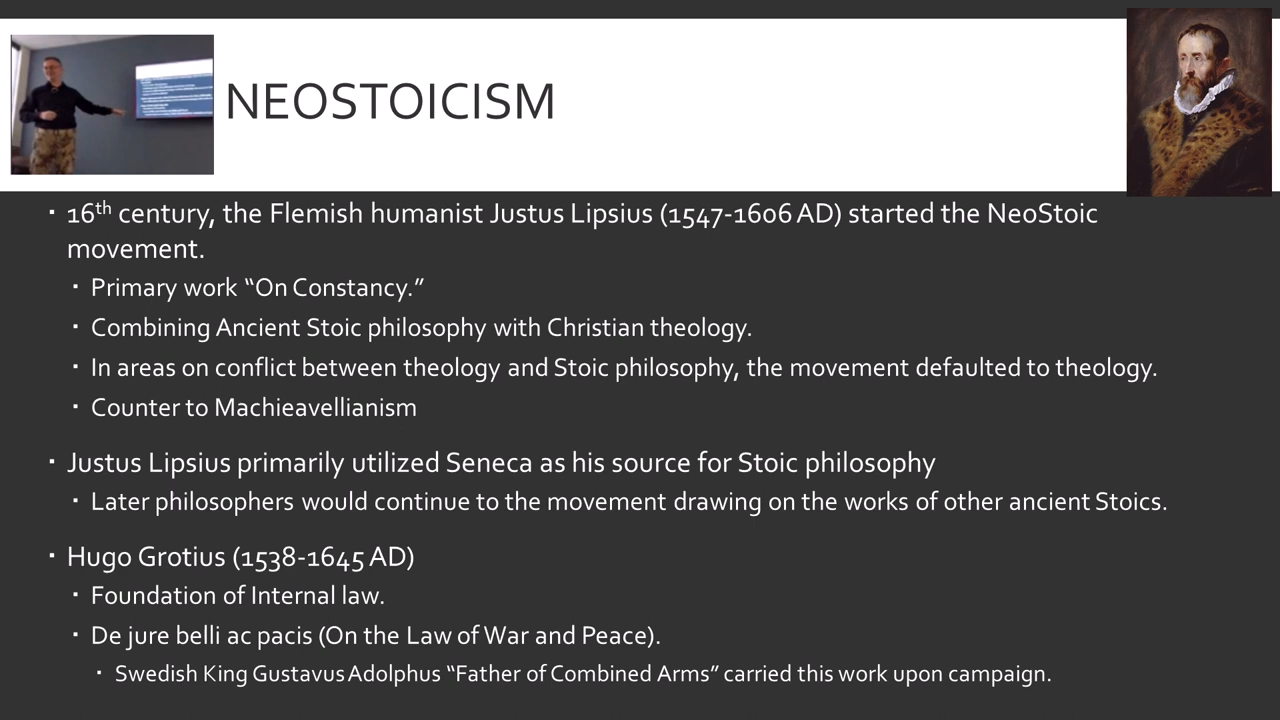 NEOSTOICISM
▪ 16th century, the Flemish humanist Justus Lipsius (1547-1606 AD) started the NeoStoic
movement.
▪ Primary work “On Constancy.”
▪ Combining Ancient Stoic philosophy with Christian theology.
▪ In areas on conflict between theology and Stoic philosophy, the movement defaulted to theology.
▪ Counter to Machieavellianism
▪ Justus Lipsius primarily utilized Seneca as his source for Stoic philosophy
▪ Later philosophers would continue to the movement drawing on the works of other ancient Stoics.
▪ Hugo Grotius (1538-1645 AD)
▪ Foundation of Internal law.
▪ De jure belli ac pacis (On the Law of War and Peace).
▪ Swedish King Gustavus Adolphus “Father of Combined Arms” carried this work upon campaign.